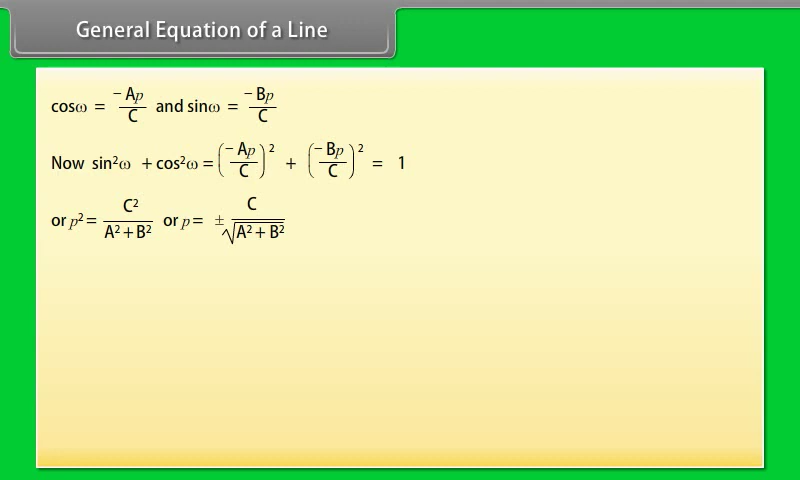 General Equation of a Line
cosω = −Ap/C and sinω = −Bp/C
Now sin²ω + cos²ω = (−Ap/C)² + (−Bp/C)² = 1
or p² = C²/A² + B² or p = ± C/√A² + B²